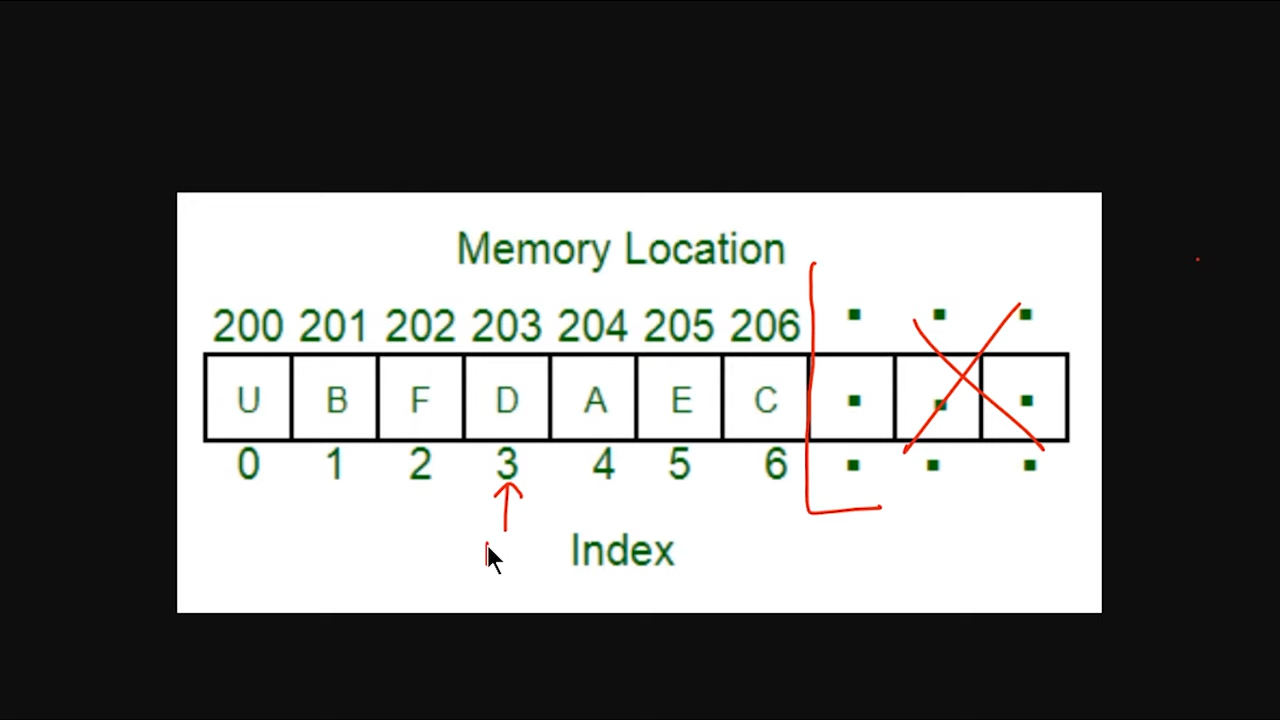 Memory Location
200 201 202 203 204 205 206 . . .
U B F D A E C . . .
0 1 2 3 4 5 6 . . .
Index